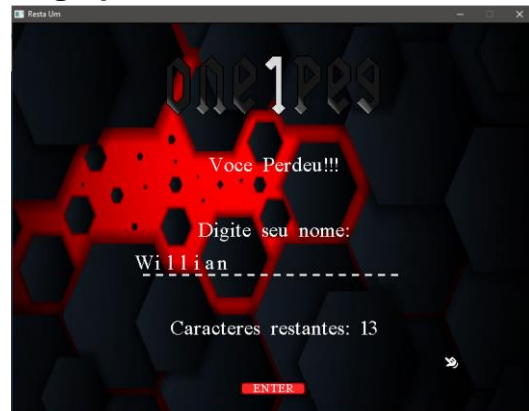 Resta Um
one1peg
Voce Perdeu!!!
Digite seu nome:
Willian
Caracteres restantes: 13
ENTER